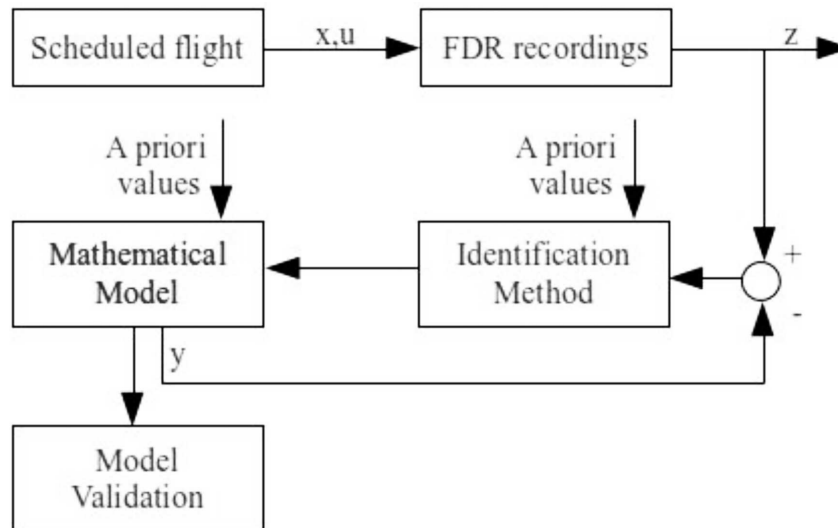 Scheduled flight
x,u
FDR recordings
z
A priori
values
A priori
values
Mathematical
Model
Identification
Method
+
-
y
Model
Validation